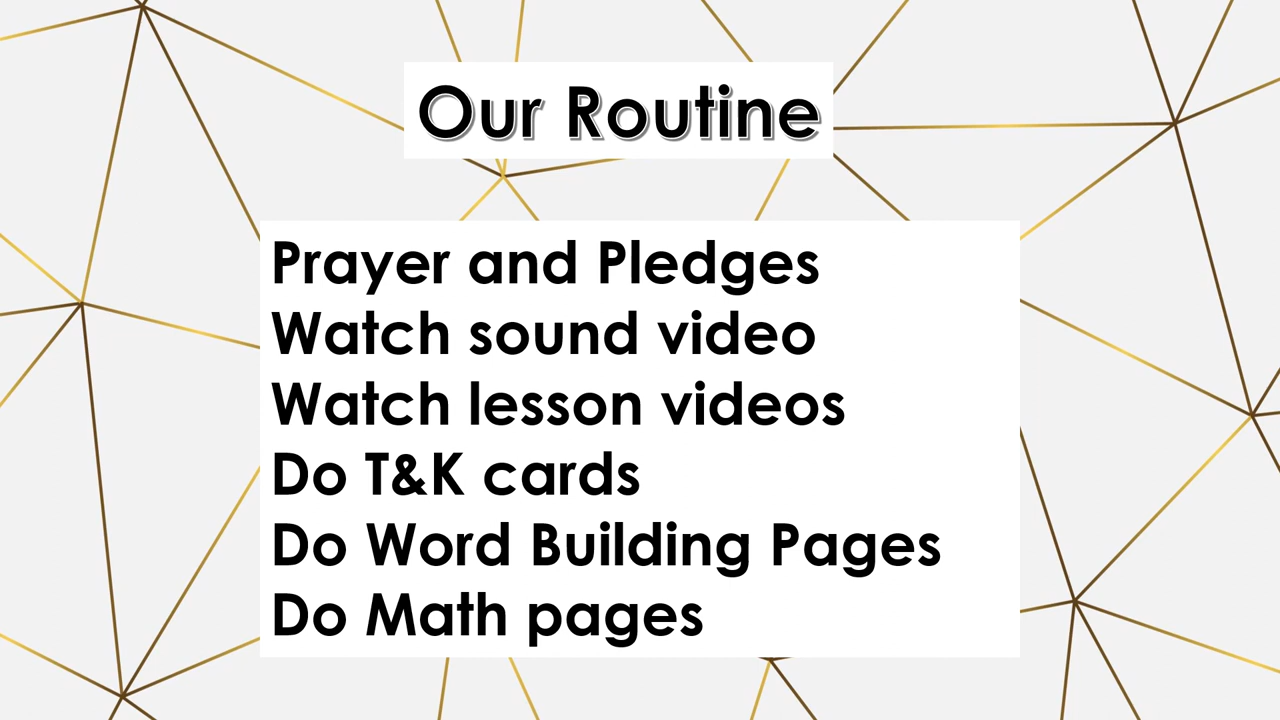 Our Routine
Prayer and Pledges
Watch sound video
Watch lesson videos
Do T&K cards
Do Word Building Pages
Do Math pages